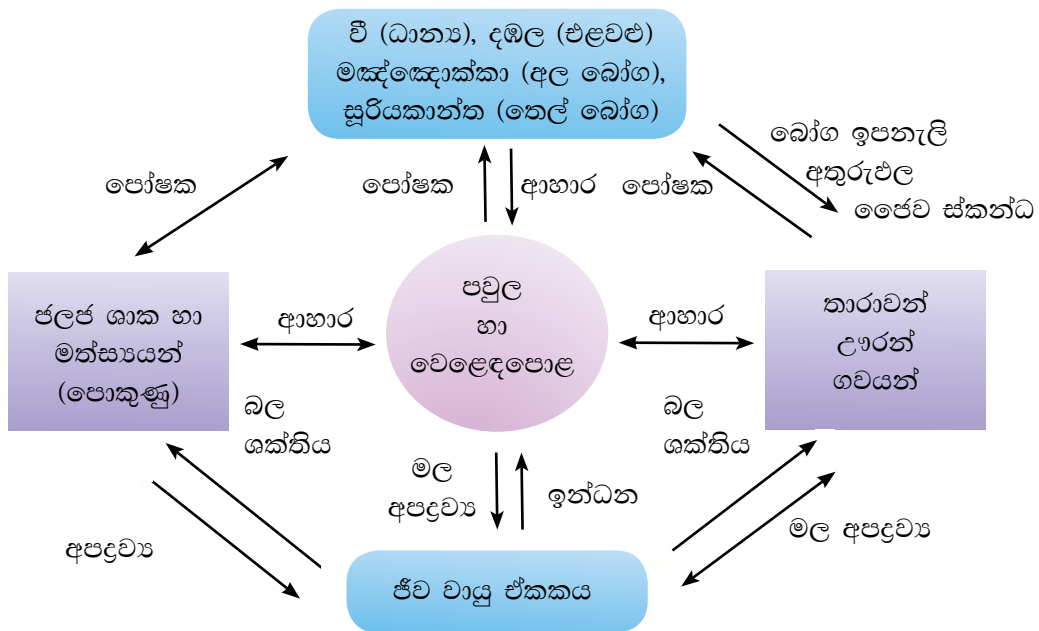 වී (ධාන්‍ය), දඹල (එළවළු)
මඤ්ඤොක්කා (අල බෝග),
සූරියකාන්ත (තෙල් බෝග)
පෝෂක
පෝෂක
ආහාර
පෝෂක
බෝග ඉපනැලි
අතුරුඵල
ජෛව ස්කන්ධ
ජලජ ශාක හා
මත්ස්‍යයන්
(පොකුණු)
ආහාර
පවුල
හා
වෙළෙඳපොළ
ආහාර
තාරාවන්
ඌරන්
ගවයන්
බල
ශක්තිය
බල
ශක්තිය
මල
අපද්‍රව්‍ය
ඉන්ධන
අපද්‍රව්‍ය
මල අපද්‍රව්‍ය
ජීව වායු ඒකකය